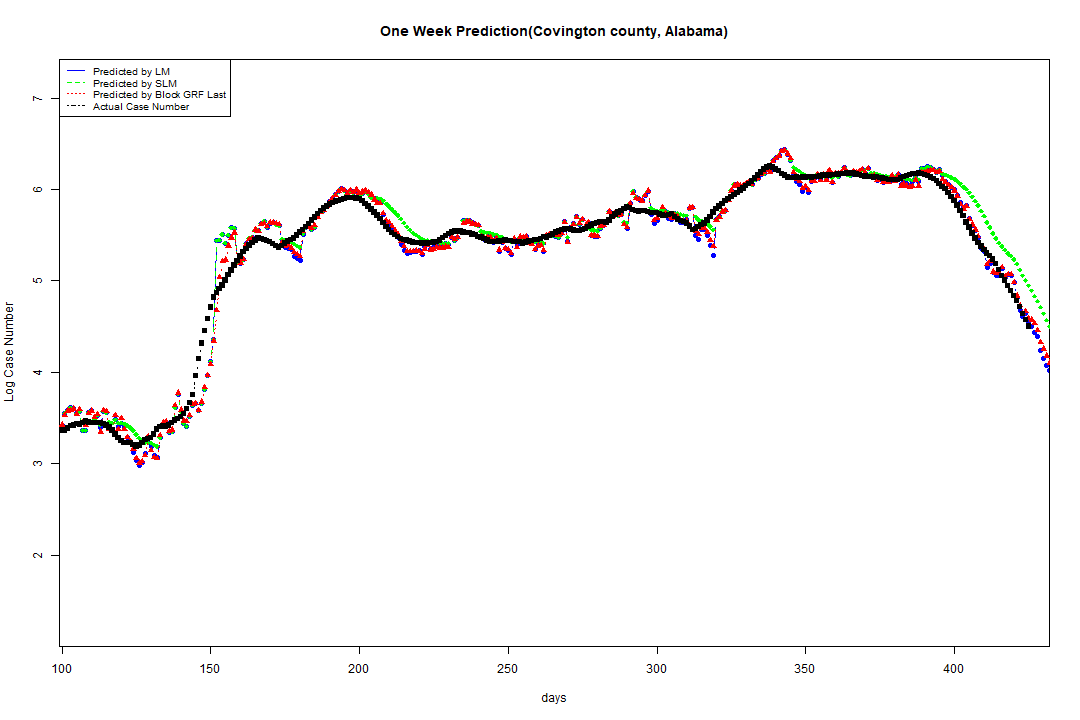 One Week Prediction(Covington county, Alabama)
Predicted by LM
Predicted by SLM
Predicted by Block GRF Last
Actual Case Number
7
6
5
4
3
2
Log Case Number
100 150 200 250 300 350 400
days